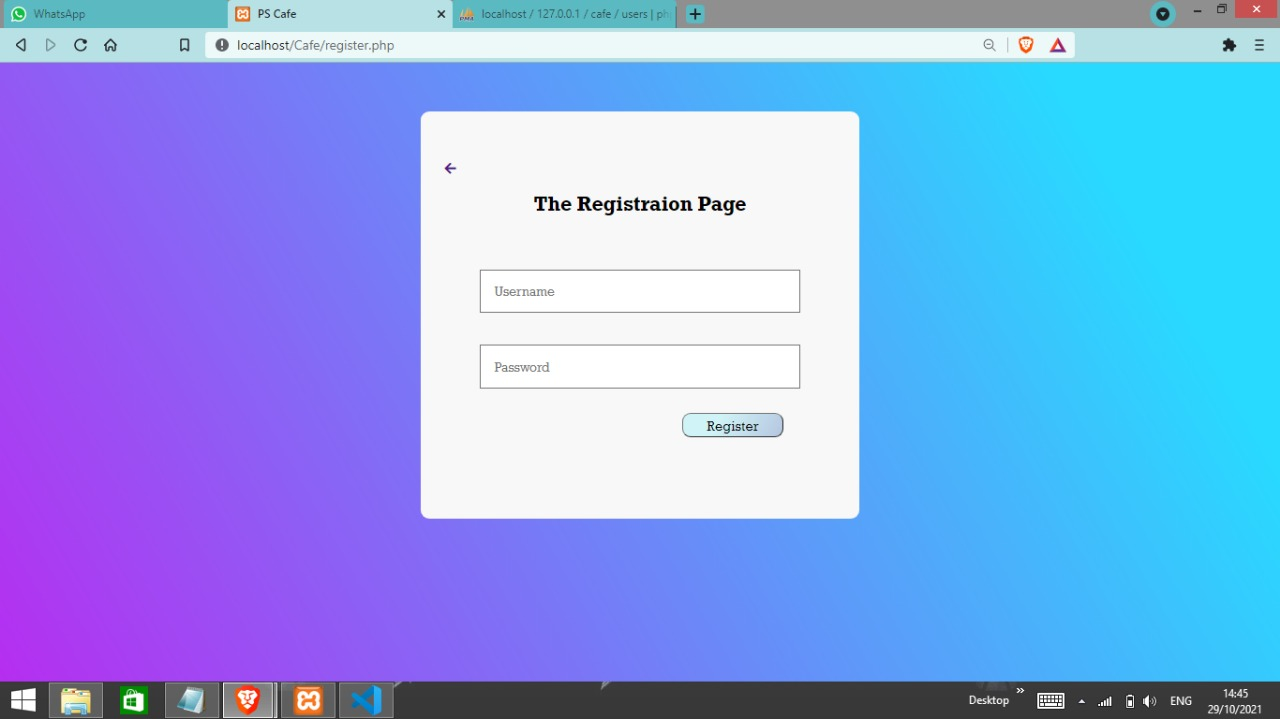 WhatsApp
PS Cafe
localhost / 127.0.0.1 / cafe / users | ph
localhost/Cafe/register.php
The Registraion Page
Username
Password
Register
Desktop
ENG
14:45
29/10/2021